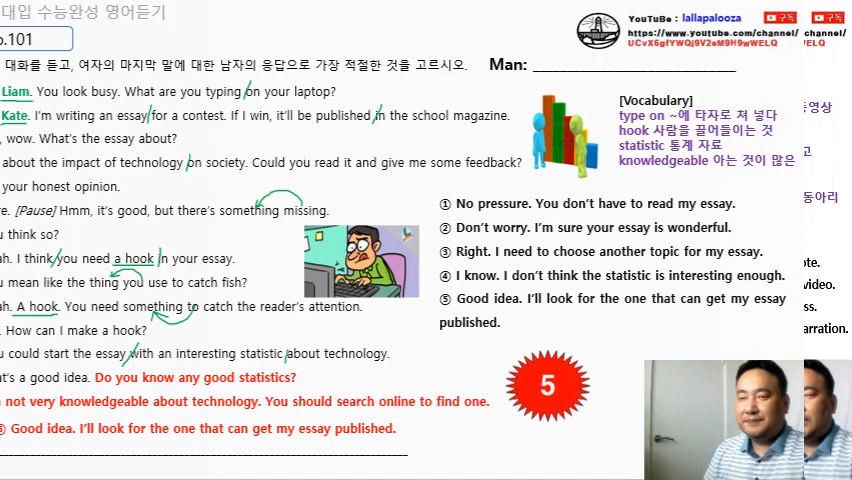 대입 수능완성 영어듣기
o.101
대화를 듣고, 여자의 마지막 말에 대한 남자의 응답으로 가장 적절한 것을 고르시오.
Liam. You look busy. What are you typing on your laptop?
Kate. I'm writing an essay for a contest. If I win, it'll be published in the school magazine.
, wow. What's the essay about?
about the impact of technology on society. Could you read it and give me some feedback?
your honest opinion.
re. [Pause] Hmm, it's good, but there's something missing.
u think so?
ah. I think you need a hook in your essay.
u mean like the thing you use to catch fish?
ah. A hook. You need something to catch the reader's attention.
. How can I make a hook?
u could start the essay with an interesting statistic about technology.
at's a good idea. Do you know any good statistics?
not very knowledgeable about technology. You should search online to find one.
Good idea. I'll look for the one that can get my essay published.
YouTuBe : lallapalooza
구독
구독
https://www.youtube.com/channel/
UCvX6gfYWQj9V2eM9H9wWELQ
channel/
ELQ
Man:
[Vocabulary]
type on ~에 타자로 쳐 넣다
hook 사람을 끌어들이는 것
statistic 통계 자료
knowledgeable 아는 것이 많은
① No pressure. You don't have to read my essay.
② Don't worry. I'm sure your essay is wonderful.
③ Right. I need to choose another topic for my essay.
④ I know. I don't think the statistic is interesting enough.
⑤ Good idea. I'll look for the one that can get my essay
published.
5
동영상
고
동아리
ote.
video.
ss.
arration.